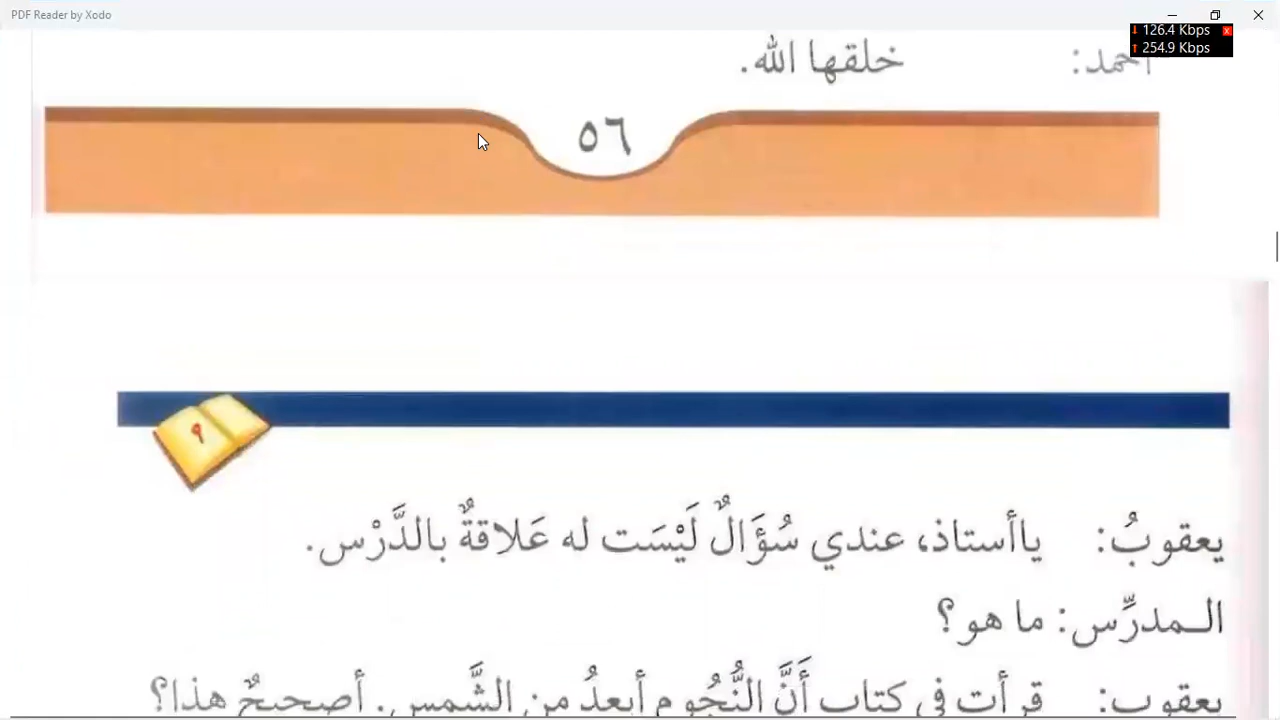 PDF Reader by Xodo
↓ 126.4 Kbps x
↑ 254.9 Kbps
أحمد: خلقها الله.
٥٦
٩
يعقوبُ: ياأستاذ، عندي سُؤَالٌ لَيْسَت له عَلاقةٌ بالدَّرْس.
المدرِّس: ما هو؟
يعقوب: قرأت في كتاب أَنَّ النُّجُوم أبعدُ من الشَّمس. أصحيحٌ هذا؟